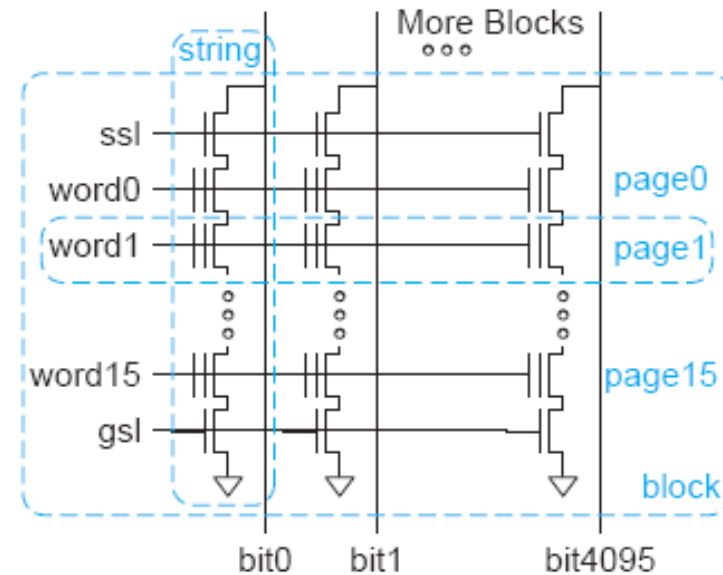 More Blocks
string
ssl
word0 page0
word1 page1
word15 page15
gsl
block
bit0 bit1 bit4095